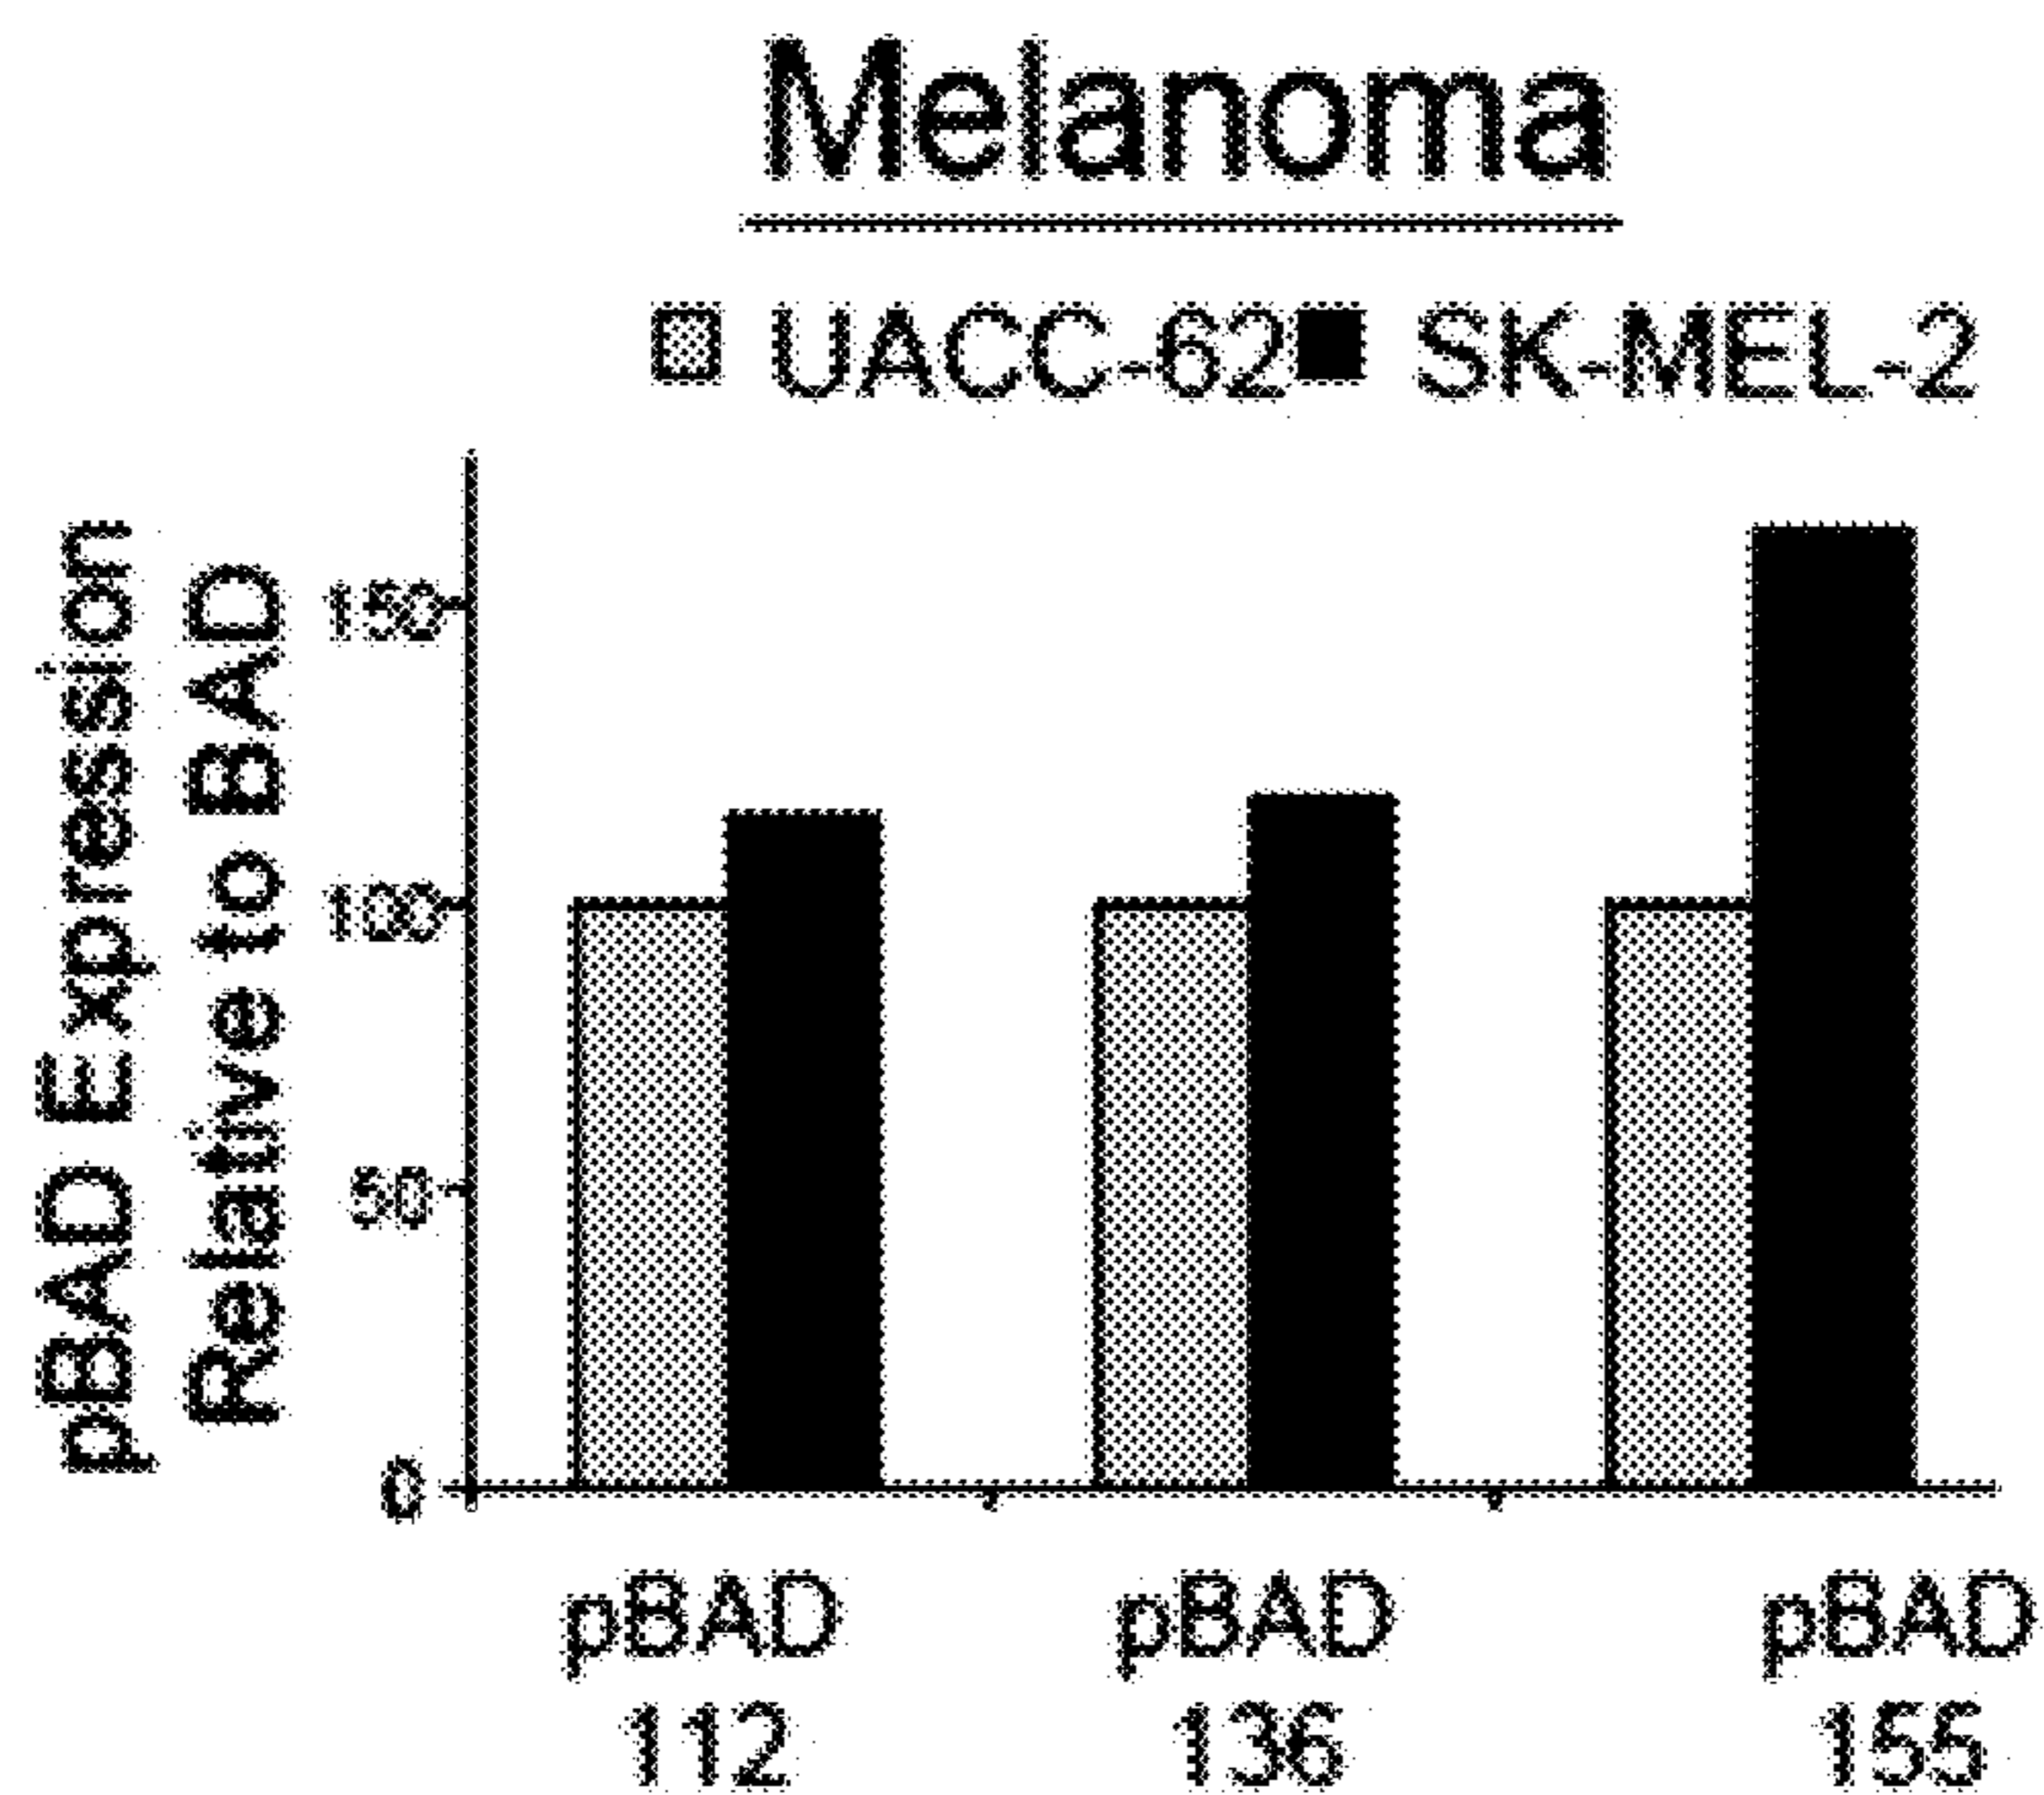 Melanoma
UACC-62 SK-MEL-2
pBAD Expression
Relative to BAD
150
100
50
0
pBAD pBAD pBAD
112 136 155